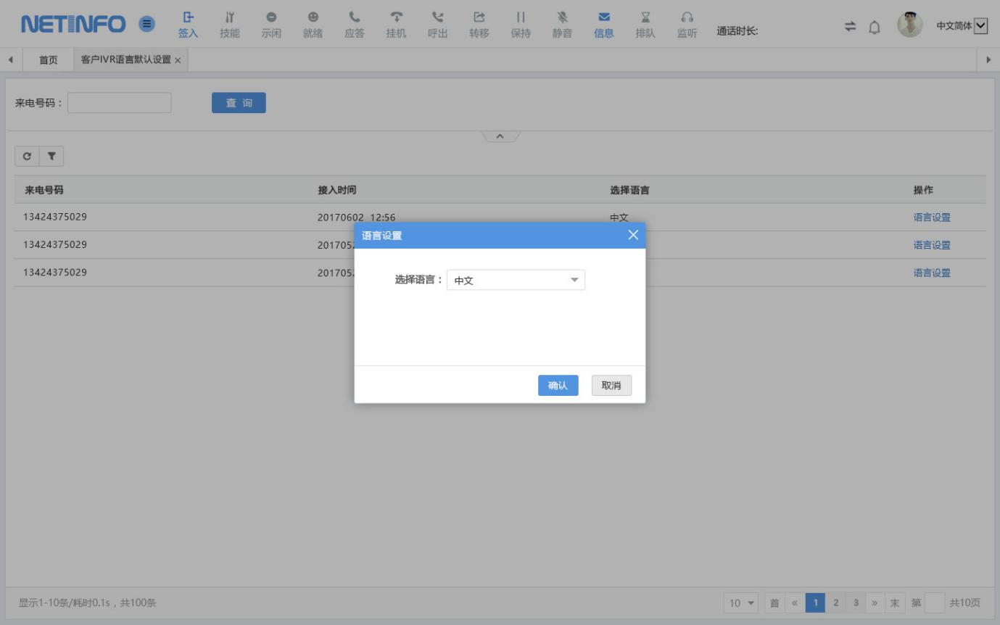 NETINFO
签入 技能 示闲 就绪 应答 挂机 呼出 转移 保持 静音 信息 排队 监听 通话时长: 中文简体
首页 客户IVR语言默认设置 ×
来电号码： 查 询
来电号码 接入时间 选择语言 操作
13424375029 20170602 12:56 中文 语言设置
语言设置
13424375029 201705 语言设置
13424375029 201705 语言设置
选择语言： 中文
确认 取消
显示1-10条/耗时0.1s，共100条 10 首 « 1 2 3 » 末 第 共10页